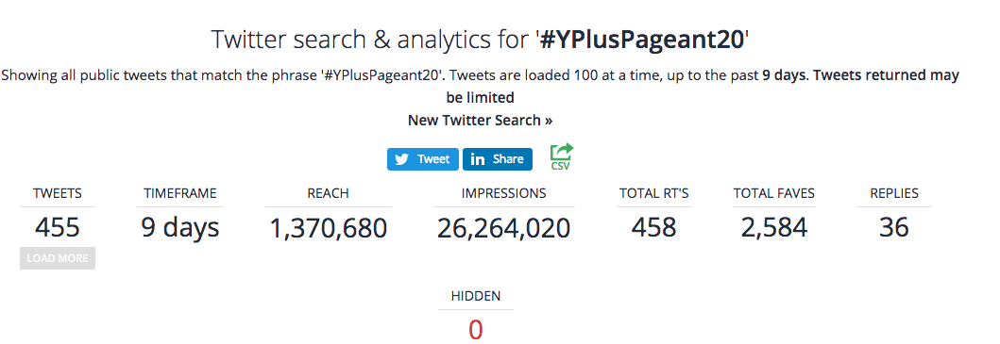 Twitter search & analytics for '#YPlusPageant20'
Showing all public tweets that match the phrase '#YPlusPageant20'. Tweets are loaded 100 at a time, up to the past 9 days. Tweets returned may
be limited
New Twitter Search »
Tweet in Share CSV
TWEETS TIMEFRAME REACH IMPRESSIONS TOTAL RT'S TOTAL FAVES REPLIES
455 9 days 1,370,680 26,264,020 458 2,584 36
LOAD MORE
HIDDEN
0